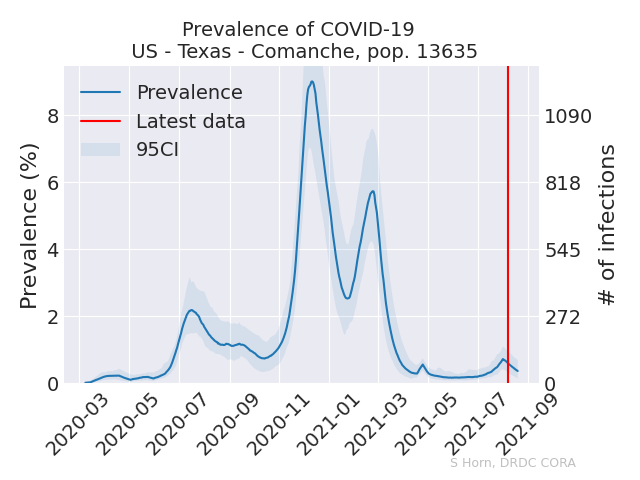 Prevalence of COVID-19
US - Texas - Comanche, pop. 13635
Prevalence
Latest data
95CI
Prevalence (%)
8
6
4
2
0
1090
818
545
272
0
# of infections
2020-03
2020-05
2020-07
2020-09
2020-11
2021-01
2021-03
2021-05
2021-07
2021-09
S Horn, DRDC CORA